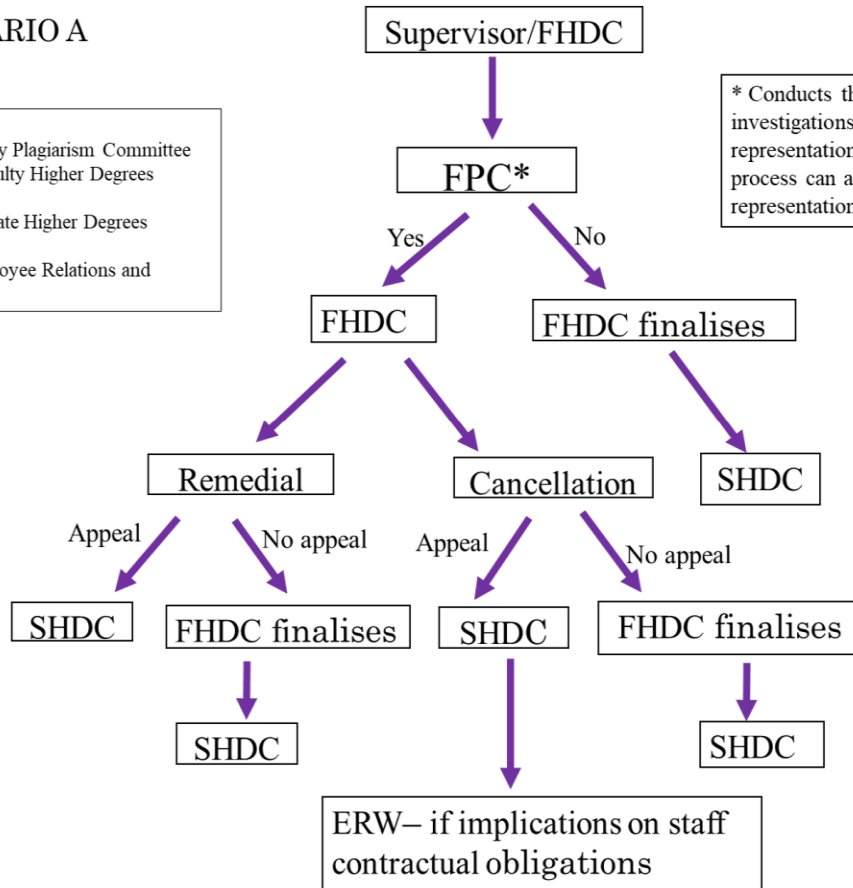 ARIO A
Supervisor/FHDC
y Plagiarism Committee
ulty Higher Degrees
ate Higher Degrees
oyee Relations and
* Conducts th
investigations
representation
process can a
representation
FPC*
Yes
No
FHDC
FHDC finalises
Remedial
Cancellation
SHDC
Appeal
No appeal
Appeal
No appeal
SHDC
FHDC finalises
SHDC
FHDC finalises
SHDC
SHDC
ERW– if implications on staff
contractual obligations